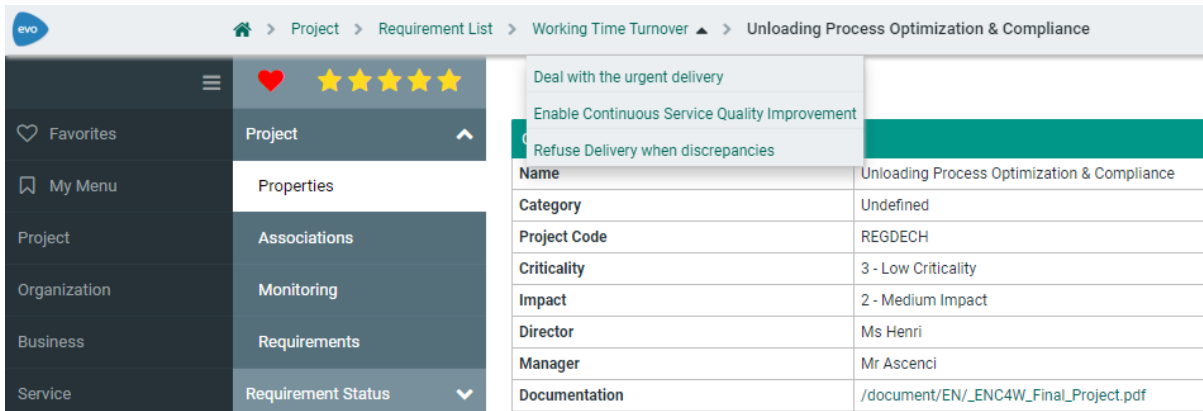 evo
Project > Requirement List > Working Time Turnover > Unloading Process Optimization & Compliance
Deal with the urgent delivery
Enable Continuous Service Quality Improvement
Refuse Delivery when discrepancies
Favorites
My Menu
Project
Organization
Business
Service
Project
Properties
Associations
Monitoring
Requirements
Requirement Status
Name Unloading Process Optimization & Compliance
Category Undefined
Project Code REGDECH
Criticality 3 - Low Criticality
Impact 2 - Medium Impact
Director Ms Henri
Manager Mr Ascenci
Documentation /document/EN/_ENC4W_Final_Project.pdf